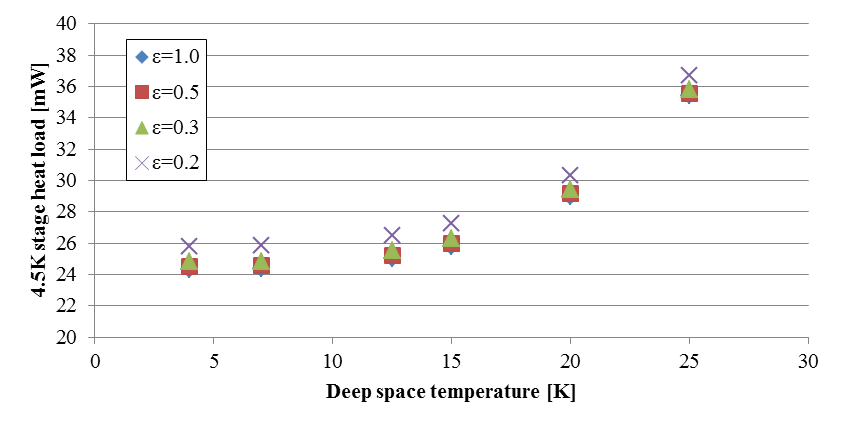 40
38
36
34
32
30
28
26
24
22
20
4.5K stage heat load [mW]
ε=1.0
ε=0.5
ε=0.3
ε=0.2
0 5 10 15 20 25 30
Deep space temperature [K]